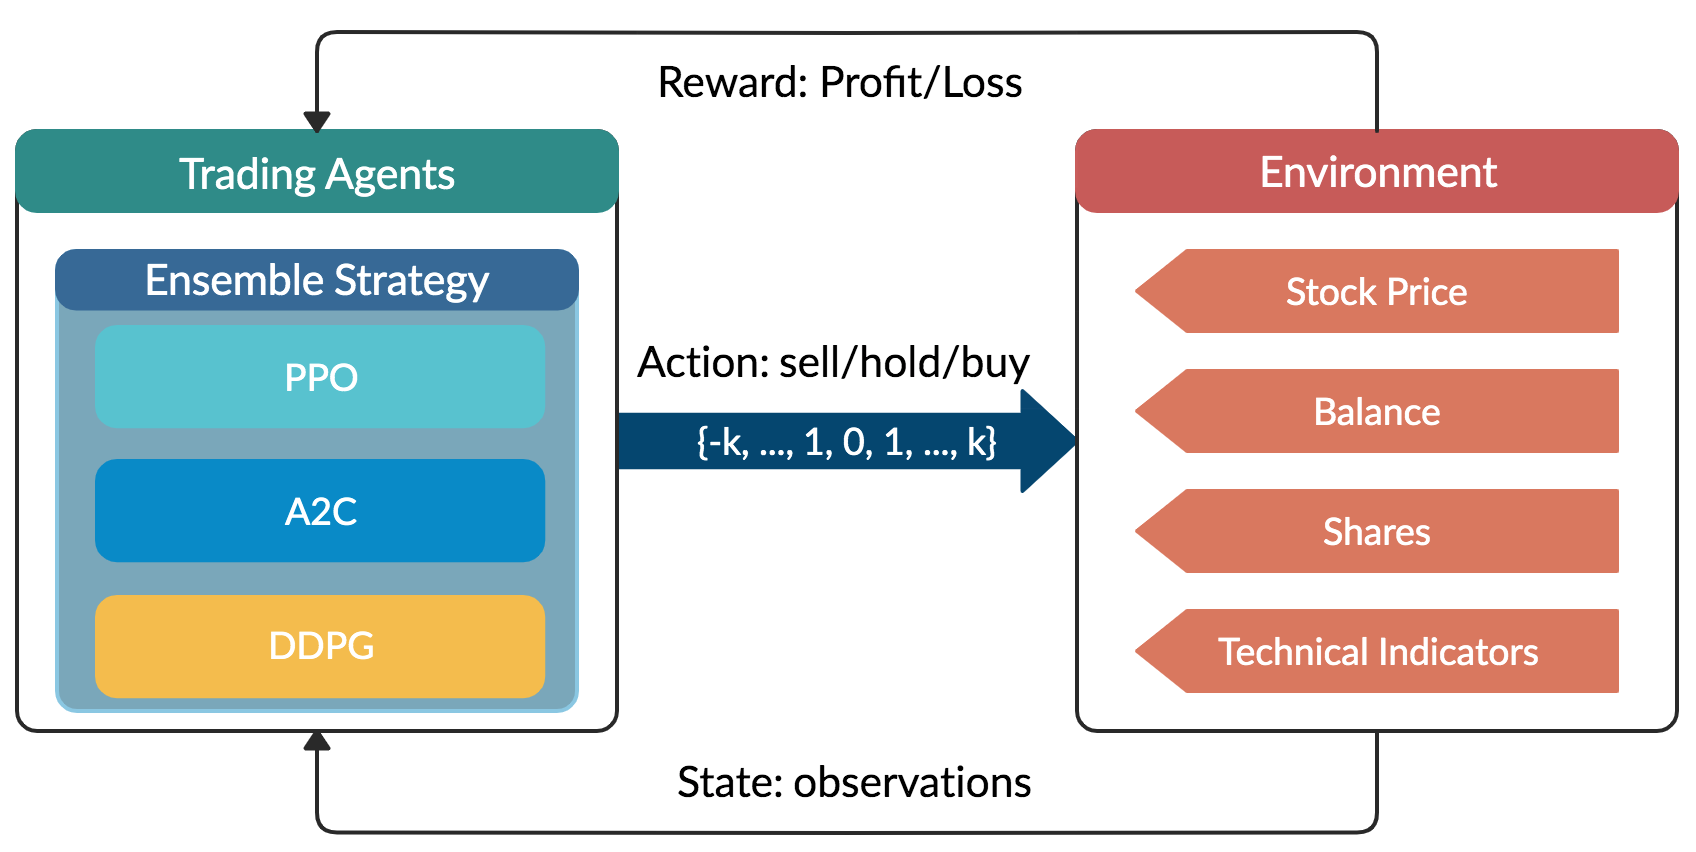 Reward: Profit/Loss
Trading Agents
Environment
Ensemble Strategy
PPO
A2C
DDPG
Action: sell/hold/buy
{-k, ..., 1, 0, 1, ..., k}
Stock Price
Balance
Shares
Technical Indicators
State: observations